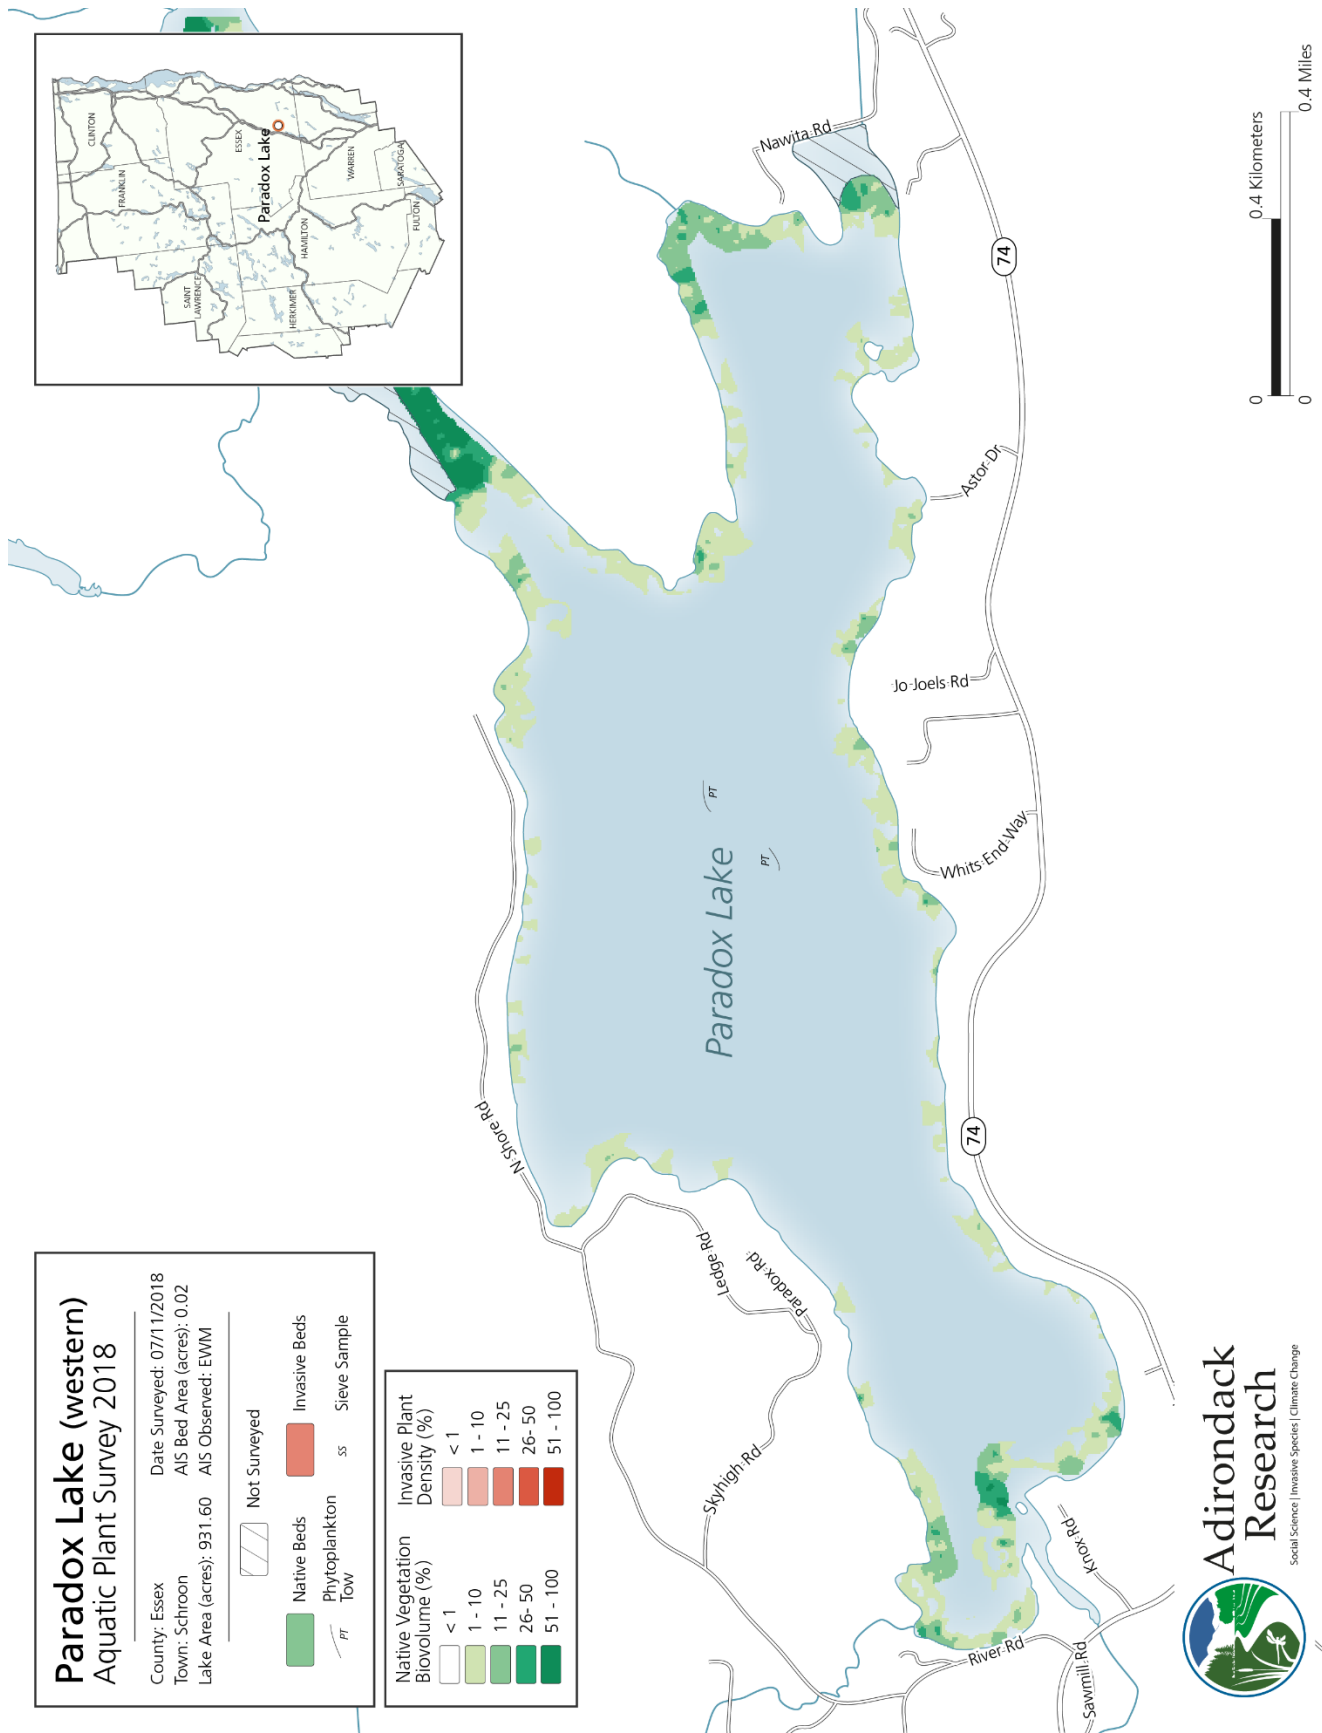 Paradox Lake (western)
Aquatic Plant Survey 2018
County: Essex
Town: Schroon
Lake Area (acres): 931.60
Date Surveyed: 07/11/2018
AIS Bed Area (acres): 0.02
AIS Observed: EWM
Not Surveyed
Native Beds
Invasive Beds
PT
Phytoplankton
Tow
SS
Sieve Sample
Native Vegetation
Biovolume (%)
< 1
1 - 10
11 - 25
26- 50
51 - 100
Invasive Plant
Density (%)
< 1
1 - 10
11 - 25
26- 50
51 - 100
CLINTON
FRANKLIN
ESSEX
Paradox Lake
SAINT
LAWRENCE
HAMILTON
HERKIMER
WARREN
SARATOGA
FULTON
N Shore Rd
Ledge Rd
Paradox Rd
Skyhigh Rd
Paradox Lake
PT
PT
Nawita Rd
74
Astor Dr
Jo Joels Rd
Whits End Way
74
River Rd
Sawmill Rd
Knox Rd
Adirondack
Research
Social Science | Invasive Species | Climate Change
0
0.4 Kilometers
0
0.4 Miles